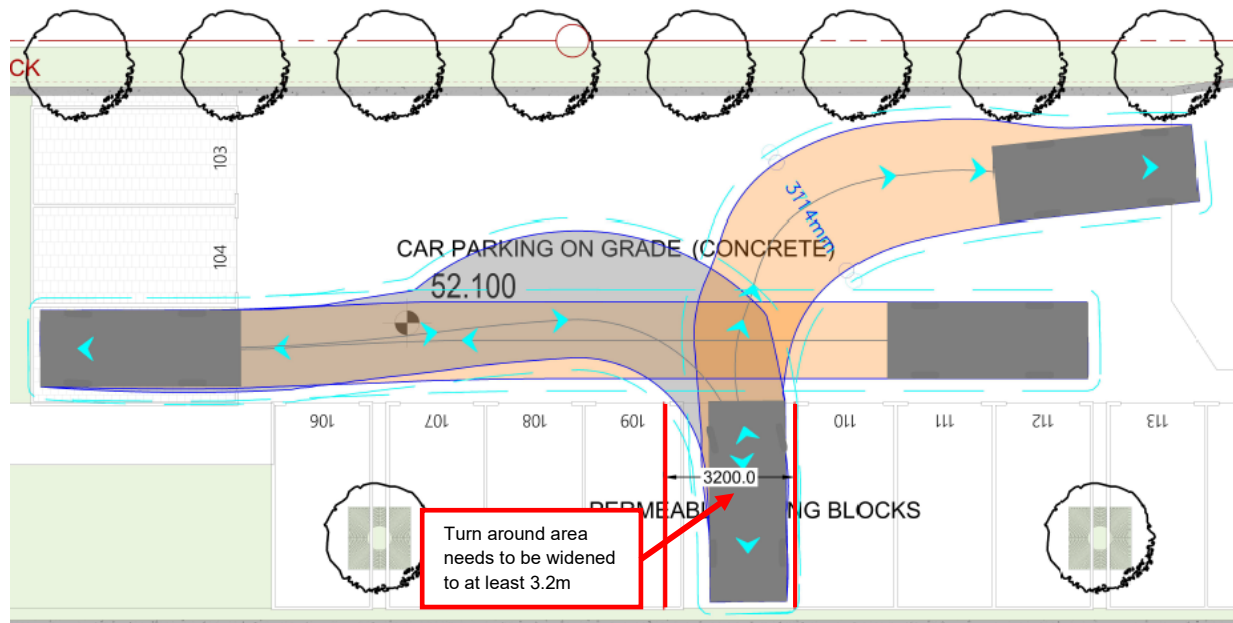 CK
103
104
3114mm
CAR PARKING ON GRADE (CONCRETE)
52.100
106
107
108
109
110
111
112
113
3200.0
PERMEABL NG BLOCKS
Turn around area
needs to be widened
to at least 3.2m